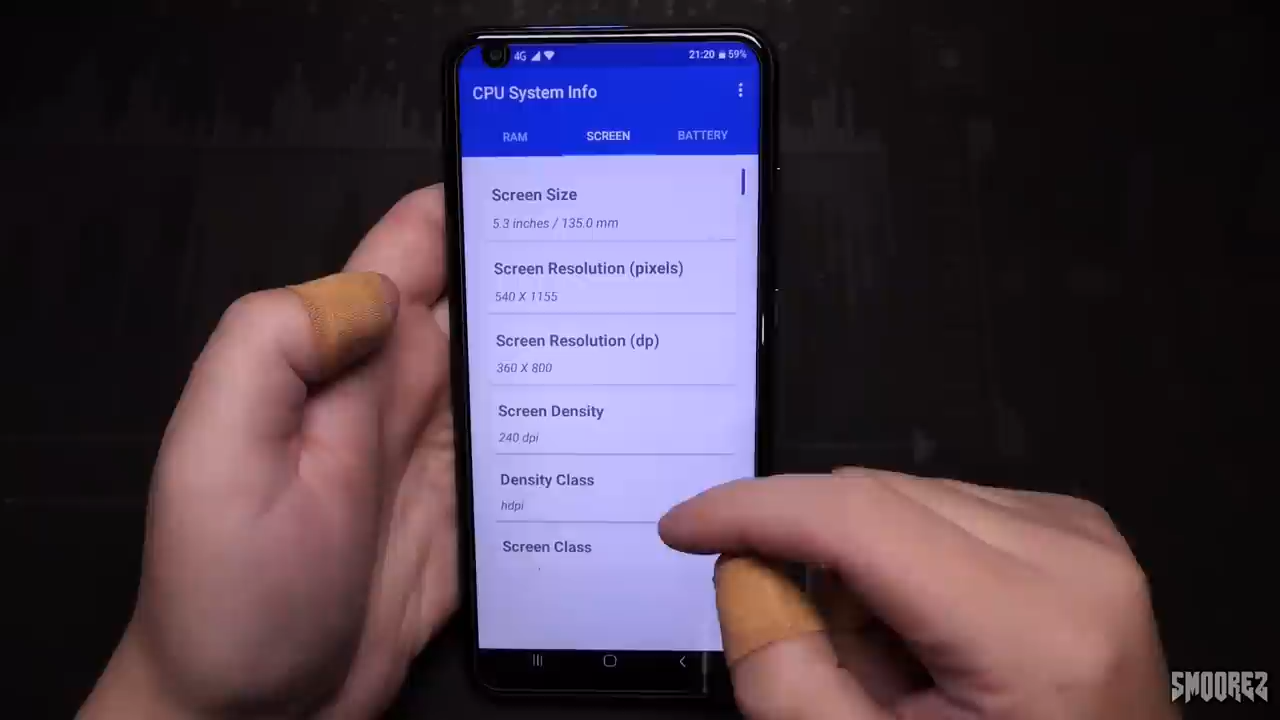 4G 21:20 59%
CPU System Info
RAM SCREEN BATTERY
Screen Size
5.3 inches / 135.0 mm
Screen Resolution (pixels)
540 X 1155
Screen Resolution (dp)
360 X 800
Screen Density
240 dpi
Density Class
hdpi
Screen Class
SMOOREZ